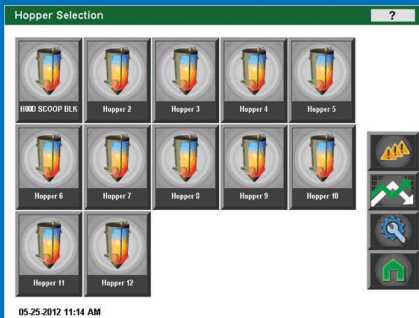 Hopper Selection ?
HOOD SCOOP BLK Hopper 2 Hopper 3 Hopper 4 Hopper 5
Hopper 6 Hopper 7 Hopper 8 Hopper 9 Hopper 10
Hopper 11 Hopper 12
05-25-2012 11:14 AM